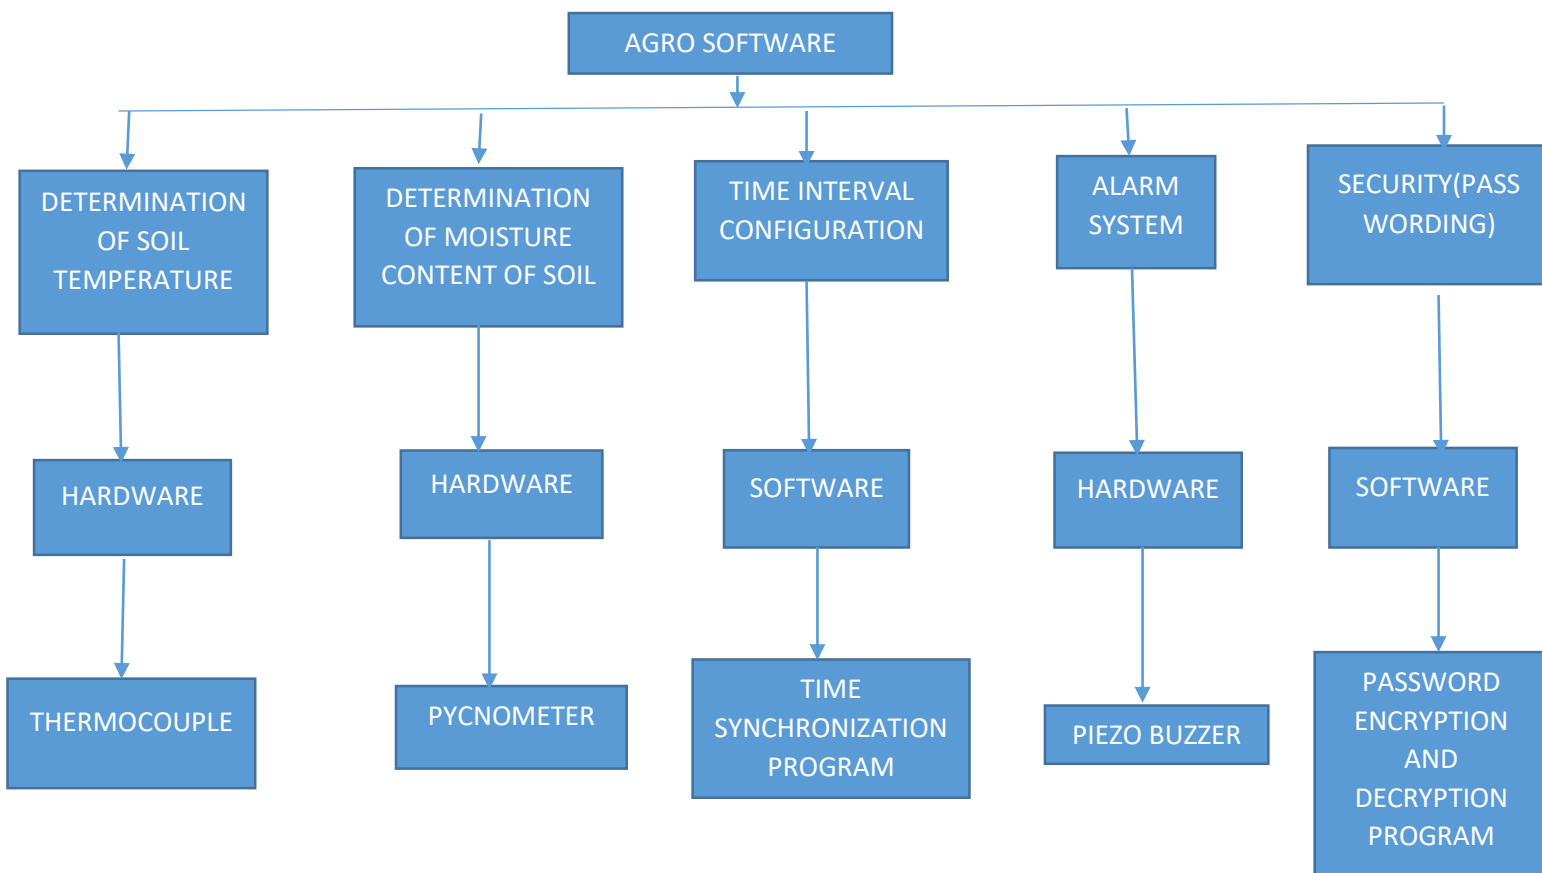 AGRO SOFTWARE
DETERMINATION
OF SOIL
TEMPERATURE
DETERMINATION
OF MOISTURE
CONTENT OF SOIL
TIME INTERVAL
CONFIGURATION
ALARM
SYSTEM
SECURITY(PASS
WORDING)
HARDWARE
HARDWARE
SOFTWARE
HARDWARE
SOFTWARE
THERMOCOUPLE
PYCNOMETER
TIME
SYNCHRONIZATION
PROGRAM
PIEZO BUZZER
PASSWORD
ENCRYPTION
AND
DECRYPTION
PROGRAM